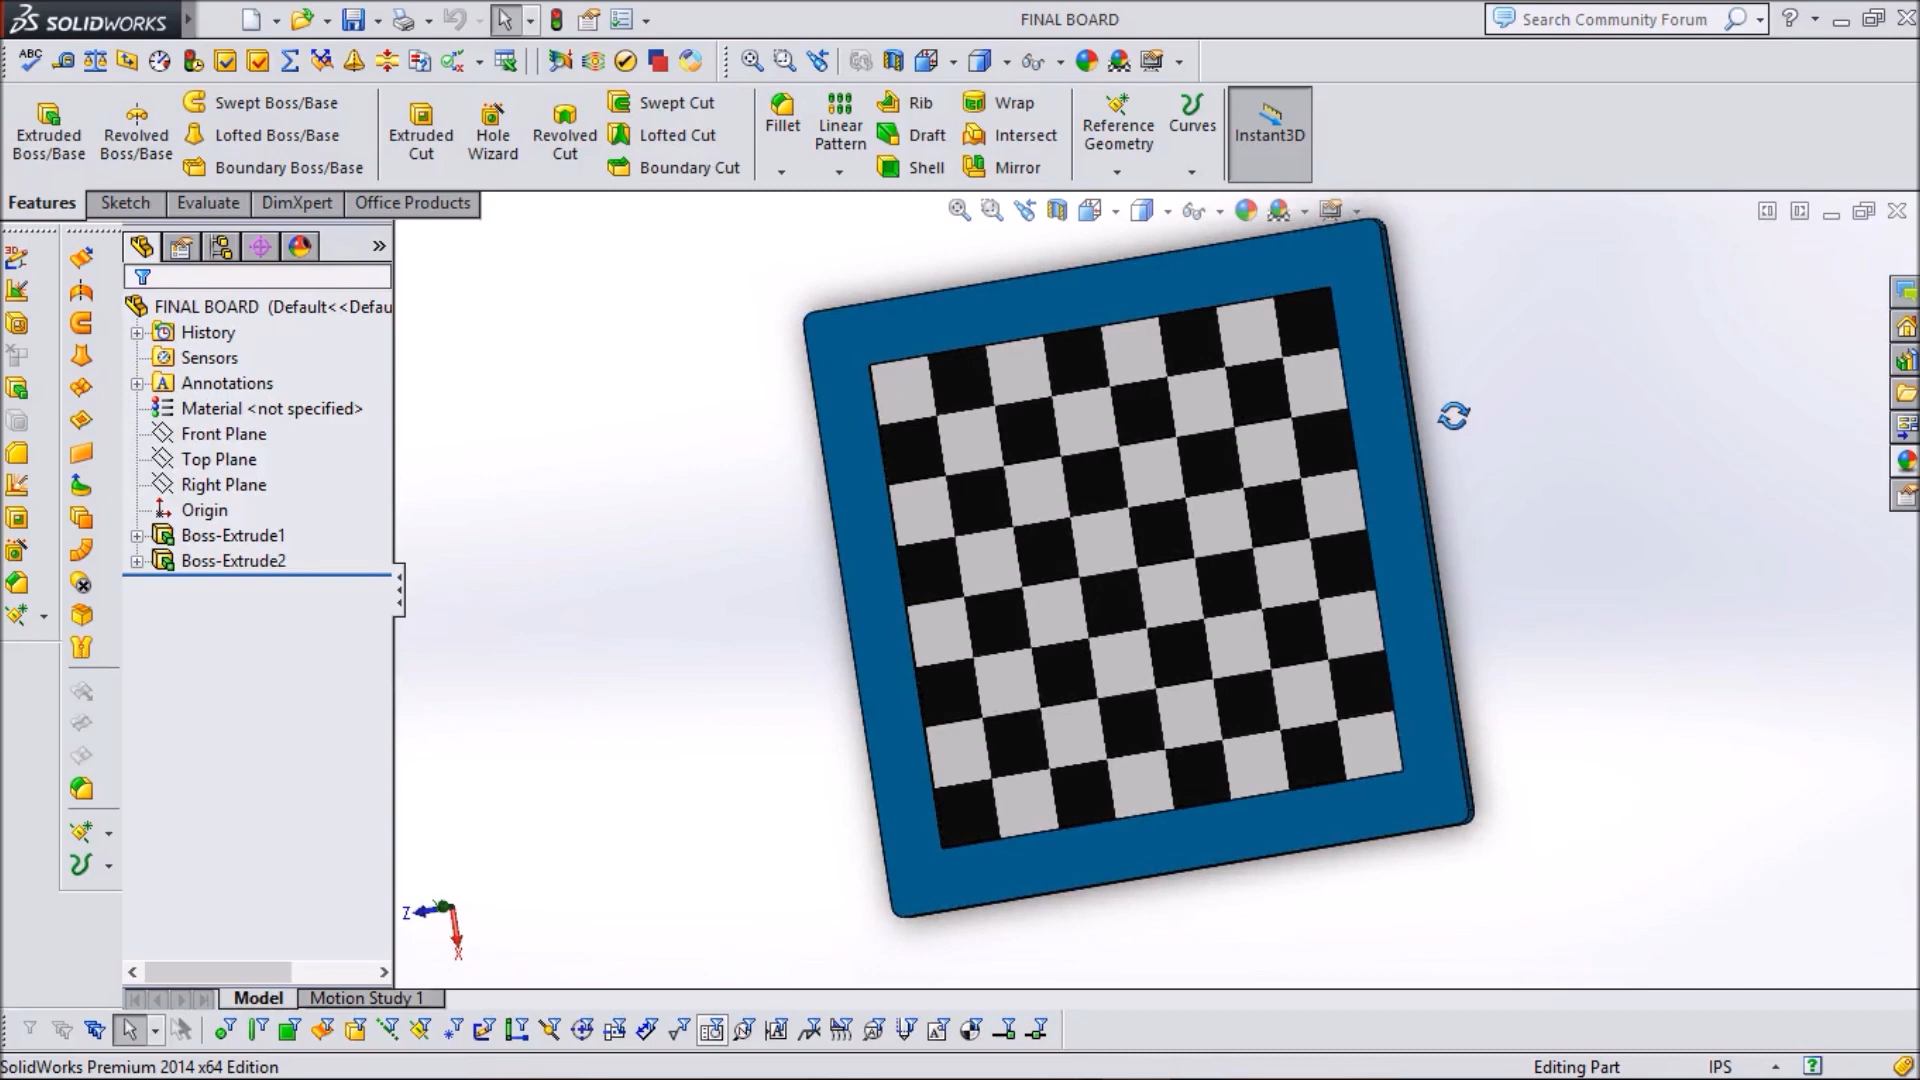 SOLIDWORKS
FINAL BOARD
Search Community Forum
ABC
Extruded Boss/Base
Revolved Boss/Base
Swept Boss/Base
Lofted Boss/Base
Boundary Boss/Base
Extruded Cut
Hole Wizard
Revolved Cut
Swept Cut
Lofted Cut
Boundary Cut
Fillet
Linear Pattern
Rib
Draft
Shell
Wrap
Intersect
Mirror
Reference Geometry
Curves
Instant3D
Features
Sketch
Evaluate
DimXpert
Office Products
FINAL BOARD (Default<<Defau
History
Sensors
Annotations
Material <not specified>
Front Plane
Top Plane
Right Plane
Origin
Boss-Extrude1
Boss-Extrude2
Z
X
Model
Motion Study 1
SolidWorks Premium 2014 x64 Edition
Editing Part
IPS